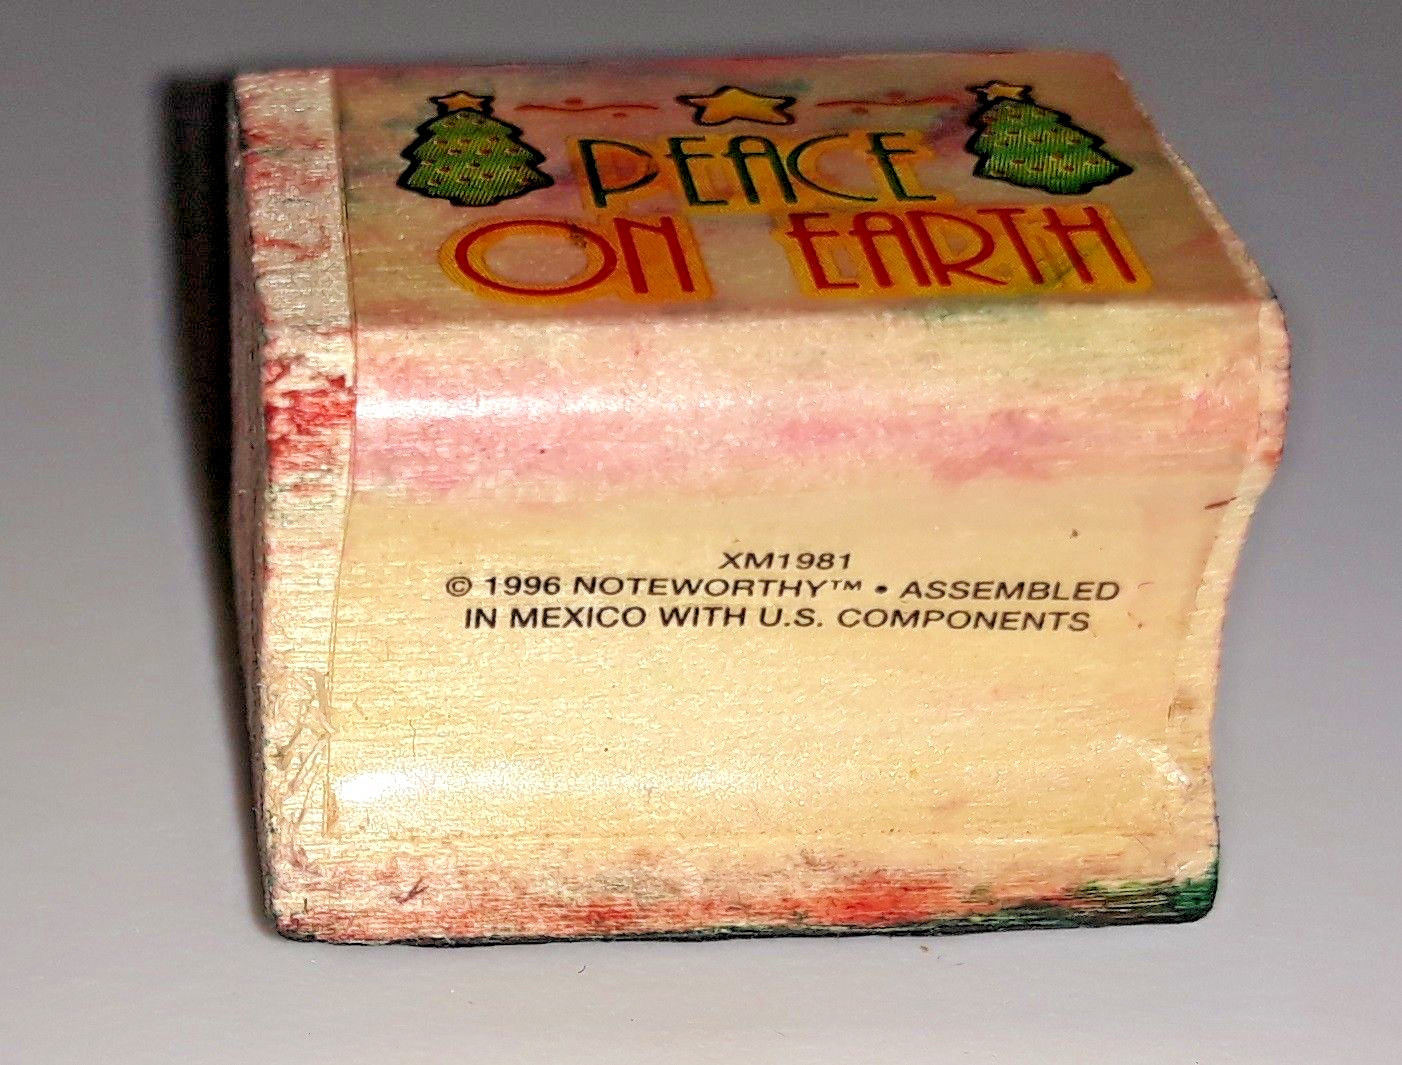 PEACE
ON EARTH
XM1981
© 1996 NOTEWORTHY™ • ASSEMBLED
IN MEXICO WITH U.S. COMPONENTS